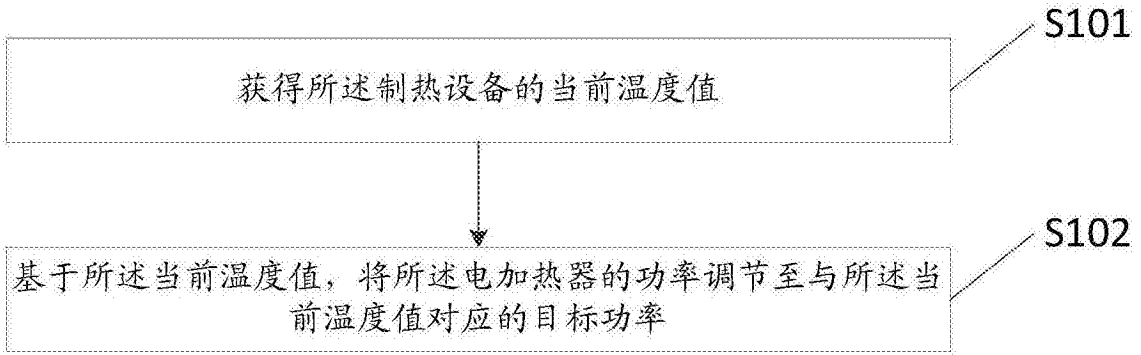 S101
获得所述制热设备的当前温度值
S102
基于所述当前温度值，将所述电加热器的功率调节至与所述当
前温度值对应的目标功率